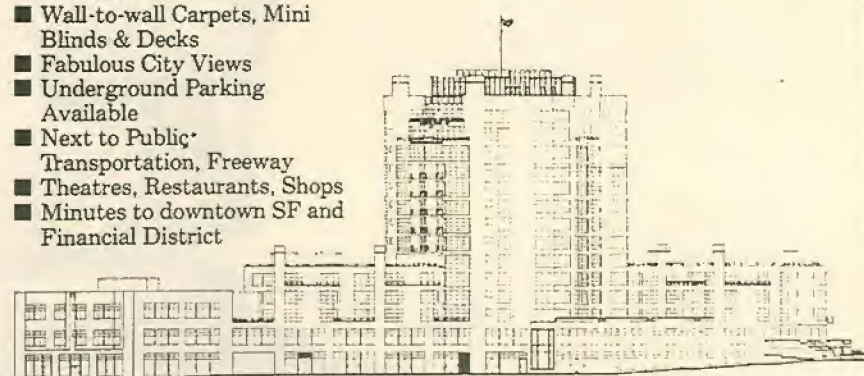 ■ Wall-to-wall Carpets, Mini
Blinds & Decks
■ Fabulous City Views
■ Underground Parking
Available
■ Next to Public
Transportation, Freeway
■ Theatres, Restaurants, Shops
■ Minutes to downtown SF and
Financial District